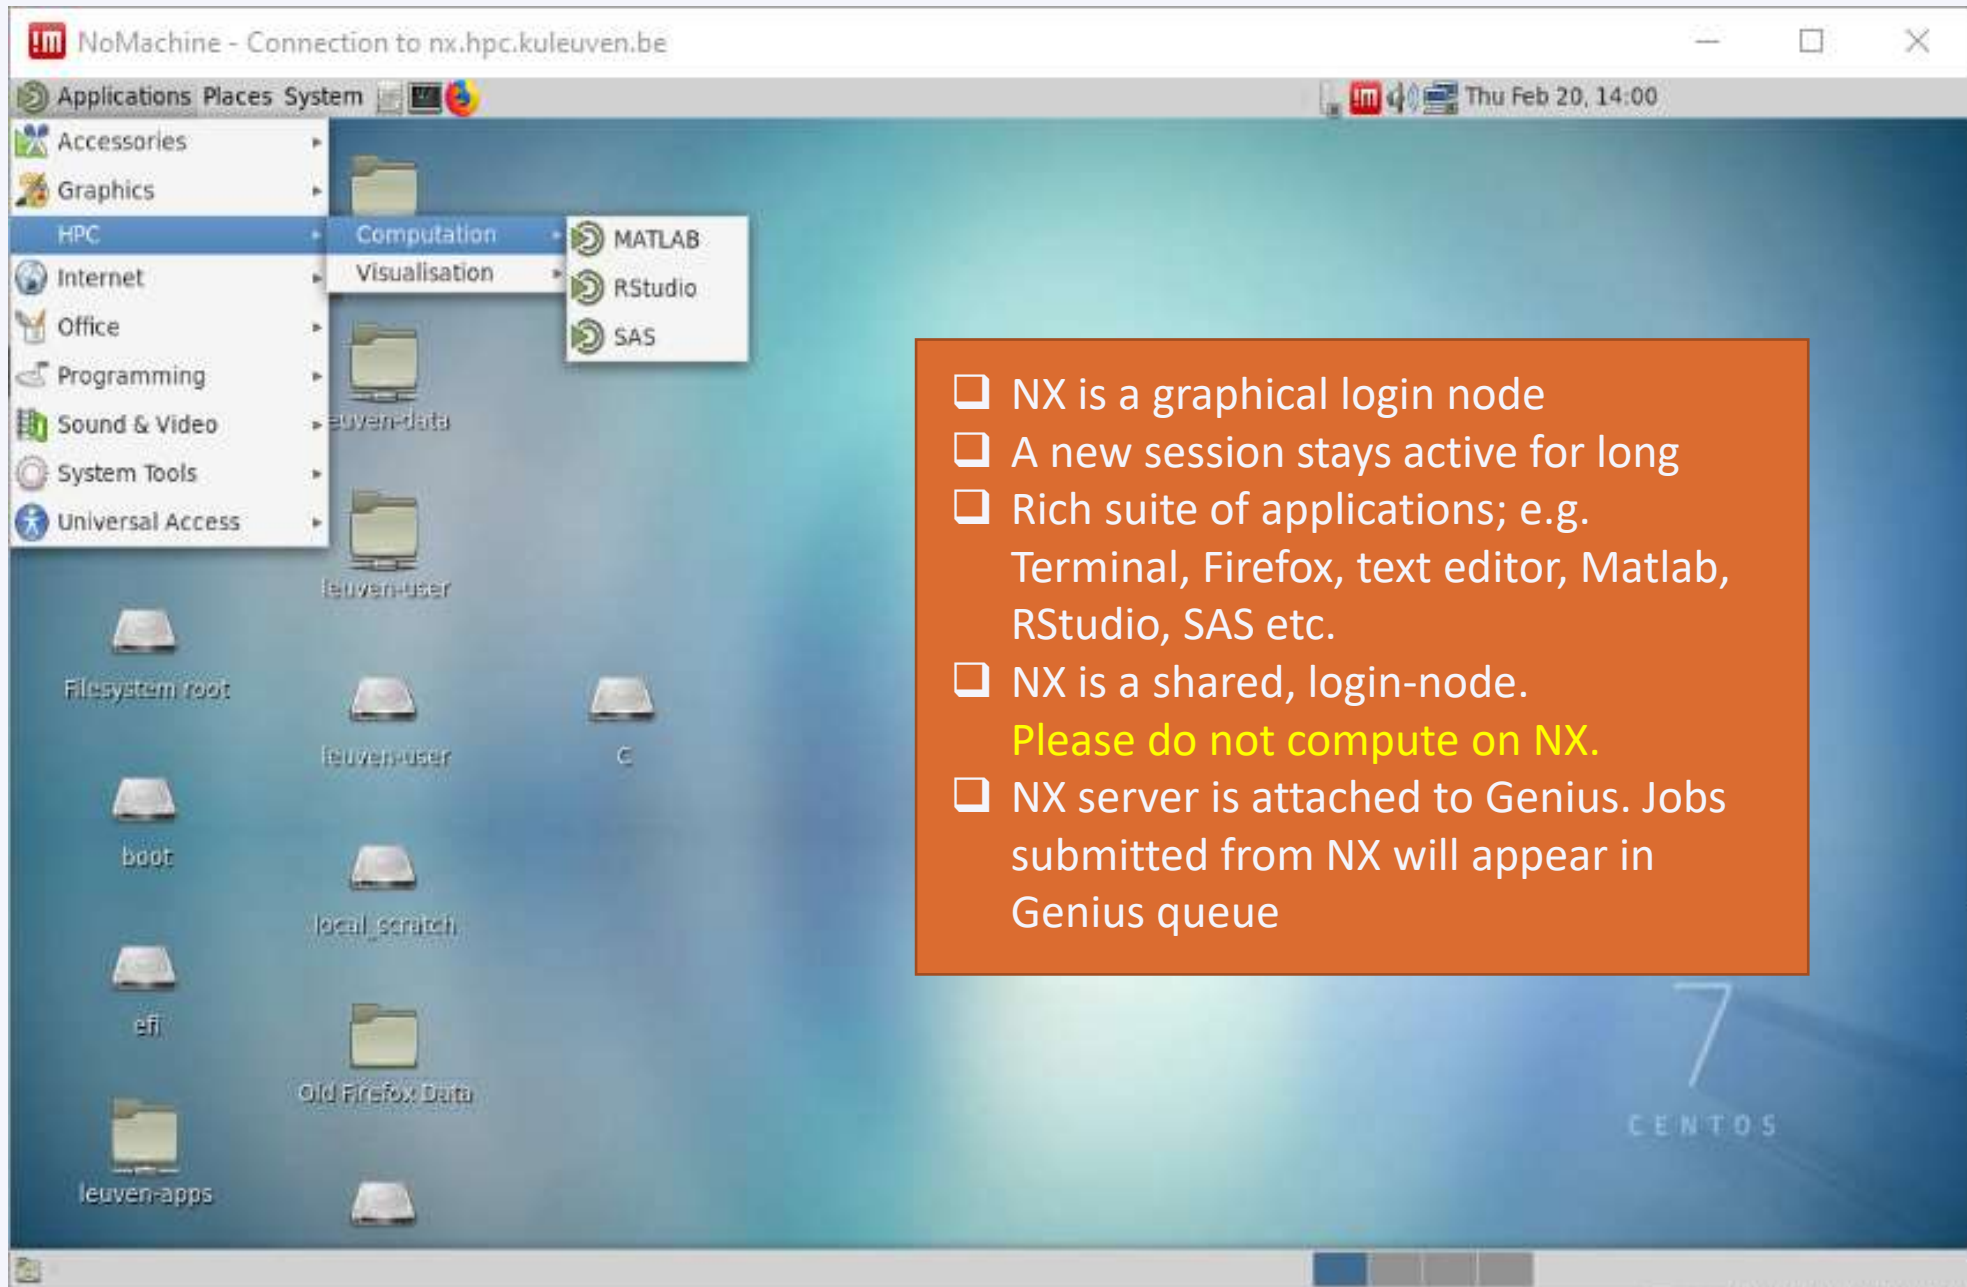 NoMachine - Connection to nx.hpc.kuleuven.be
Applications Places System
Thu Feb 20, 14:00
Accessories
Graphics
HPC
Internet
Office
Programming
Sound & Video
System Tools
Universal Access
Computation
Visualisation
MATLAB
RStudio
SAS
leuven-user
Filesystem root
leuven-user
C
boot
local_scratch
efi
Old Firefox Data
leuven-apps
NX is a graphical login node
A new session stays active for long
Rich suite of applications; e.g.
Terminal, Firefox, text editor, Matlab,
RStudio, SAS etc.
NX is a shared, login-node.
Please do not compute on NX.
NX server is attached to Genius. Jobs
submitted from NX will appear in
Genius queue
7
CENTOS